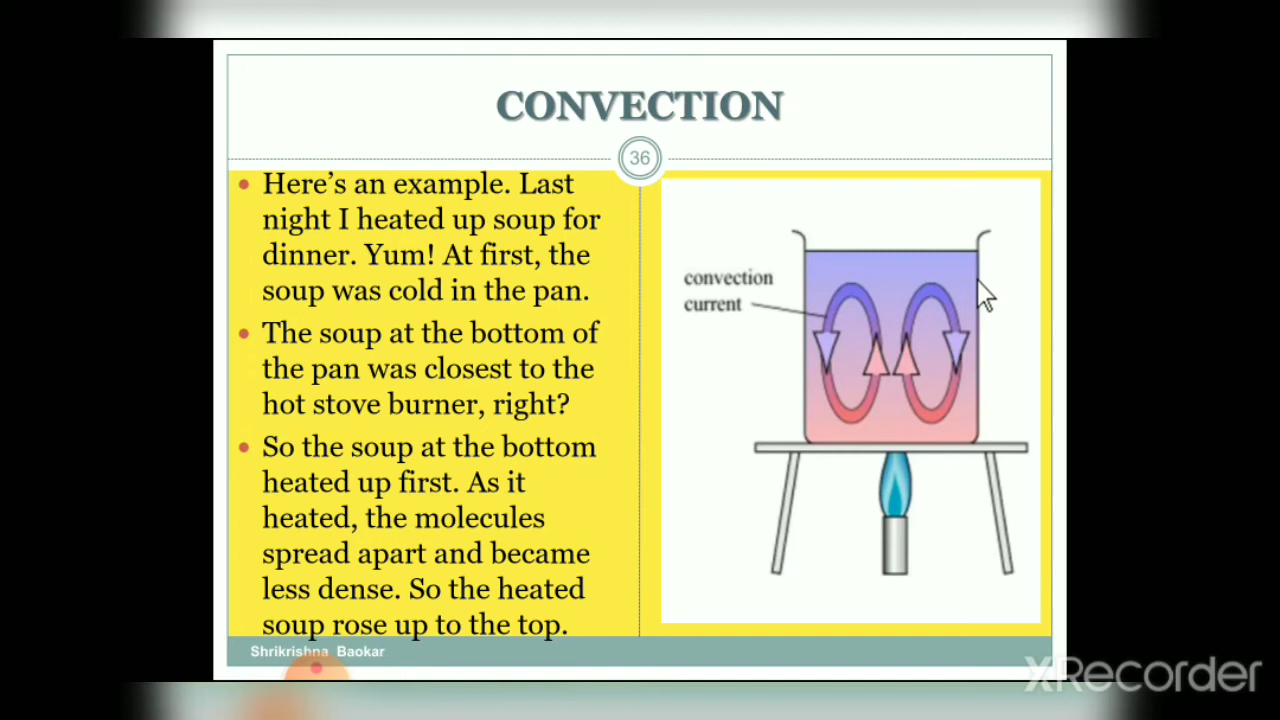 CONVECTION
36
Here's an example. Last
night I heated up soup for
dinner. Yum! At first, the
soup was cold in the pan.
The soup at the bottom of
the pan was closest to the
hot stove burner, right?
So the soup at the bottom
heated up first. As it
heated, the molecules
spread apart and became
less dense. So the heated
soup rose up to the top.
convection
current
Shrikrishna Baokar
XRecorder